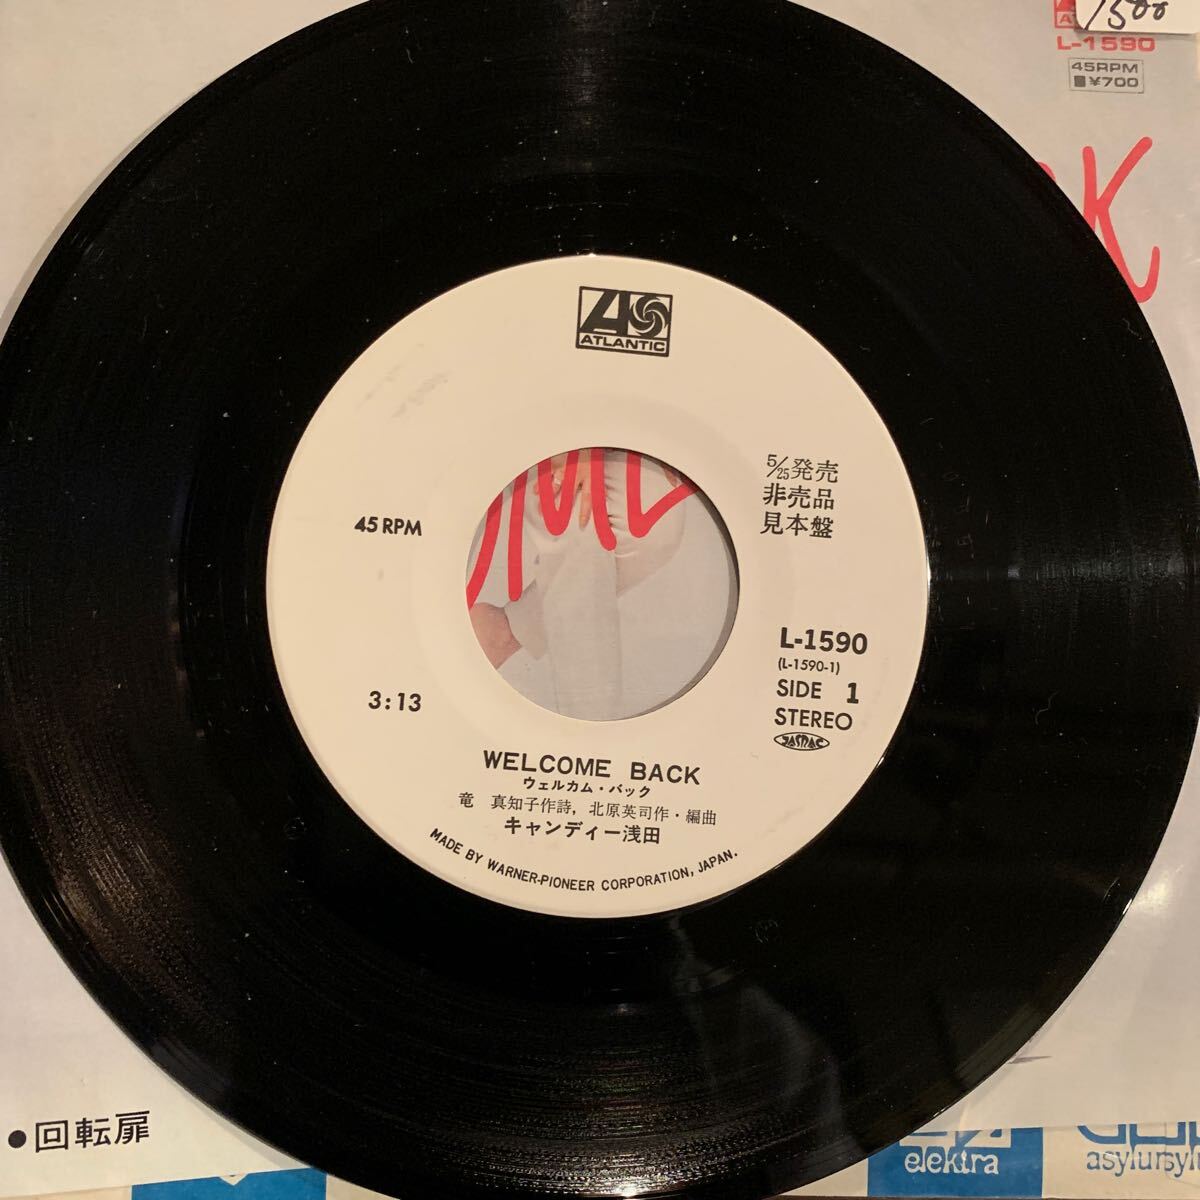 1500
L-1590
45RPM
¥700
CK
ATLANTIC
5/25発売
非売品
見本盤
45 RPM
L-1590
(L-1590-1)
SIDE 1
STEREO
JASRAC
3:13
WELCOME BACK
ウェルカム・バック
竜 真知子作詩, 北原英司作・編曲
キャンディー浅田
MADE BY WARNER-PIONEER CORPORATION, JAPAN.
●回転扉
elektra
asylum